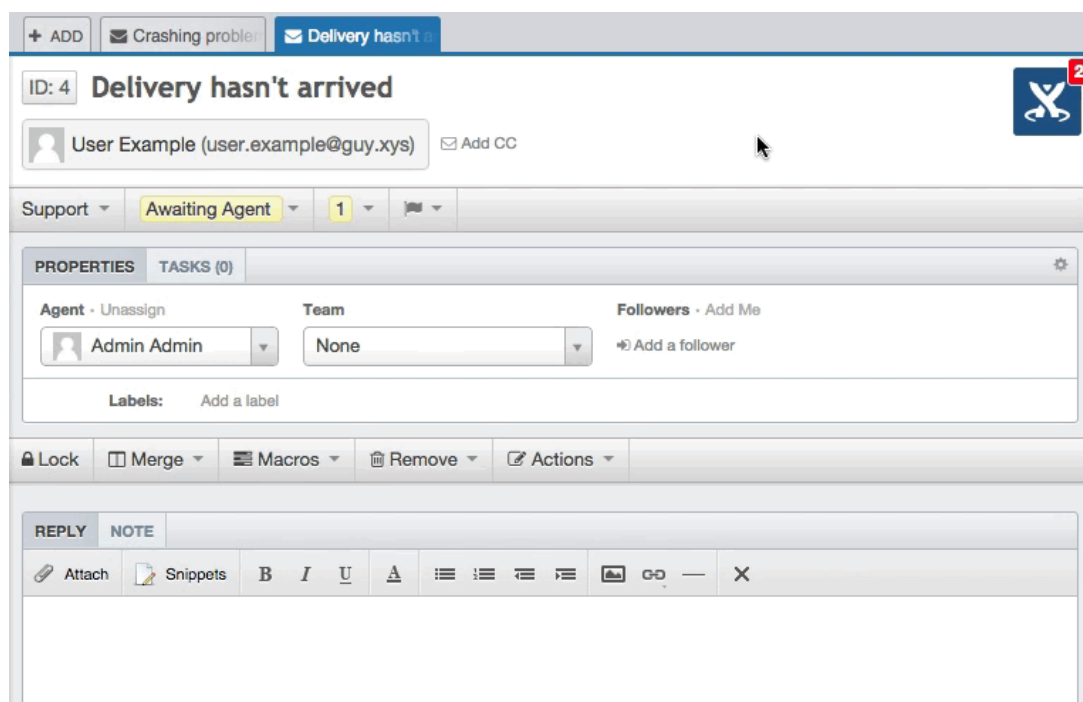 + ADD Crashing problem Delivery hasn't a
ID: 4 Delivery hasn't arrived 2
User Example (user.example@guy.xys) Add CC
Support Awaiting Agent 1
PROPERTIES TASKS (0)
Agent · Unassign Team Followers · Add Me
Admin Admin None Add a follower
Labels: Add a label
Lock Merge Macros Remove Actions
REPLY NOTE
Attach Snippets B I U A